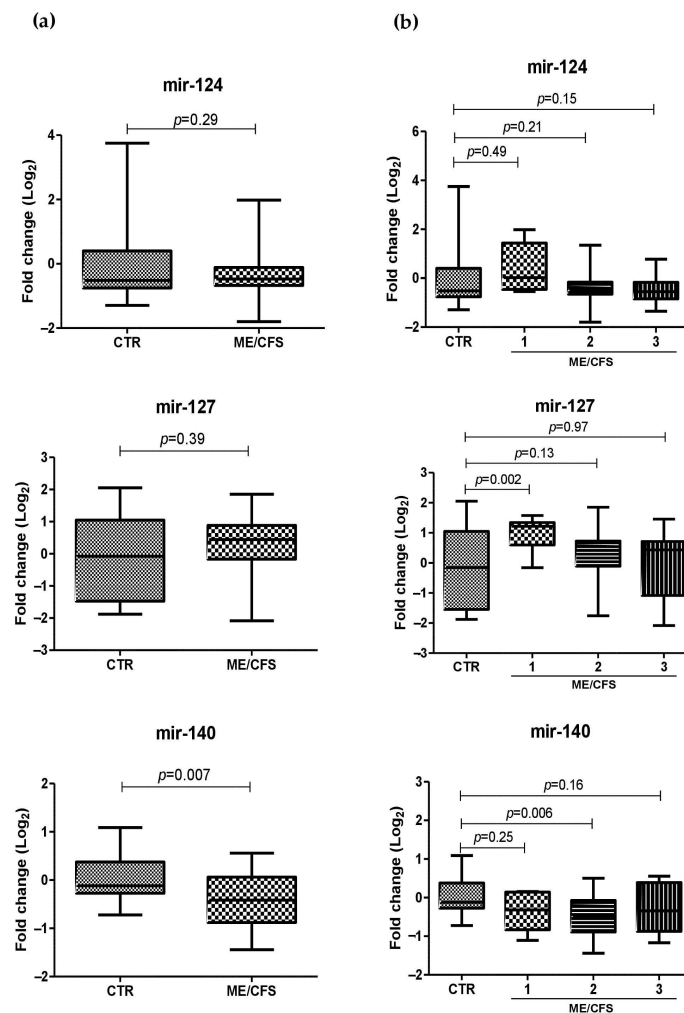 (a)
(b)
mir-124
p=0.29
Fold change (Log2)
4
2
0
–2
CTR
ME/CFS
mir-124
p=0.15
p=0.21
p=0.49
Fold change (Log2)
6
4
2
0
–2
CTR
1
2
3
ME/CFS
mir-127
p=0.39
Fold change (Log2)
3
2
1
0
–1
–2
–3
CTR
ME/CFS
mir-127
p=0.97
p=0.13
p=0.002
Fold change (Log2)
3
2
1
0
–1
–2
–3
CTR
1
2
3
ME/CFS
mir-140
p=0.007
Fold change (Log2)
2
1
0
–1
–2
CTR
ME/CFS
mir-140
p=0.16
p=0.006
p=0.25
Fold change (Log2)
3
2
1
0
–1
–2
CTR
1
2
3
ME/CFS